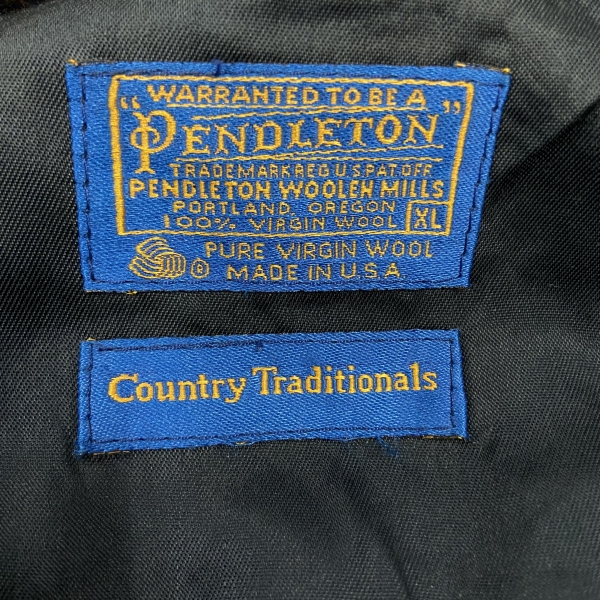 "WARRANTED TO BE A"
PENDLETON
TRADEMARK REG U S PAT. OFF
PENDLETON WOOLEN MILLS
PORTLAND, OREGON
100% VIRGIN WOOL XL
® PURE VIRGIN WOOL
MADE IN U.S.A
Country Traditionals